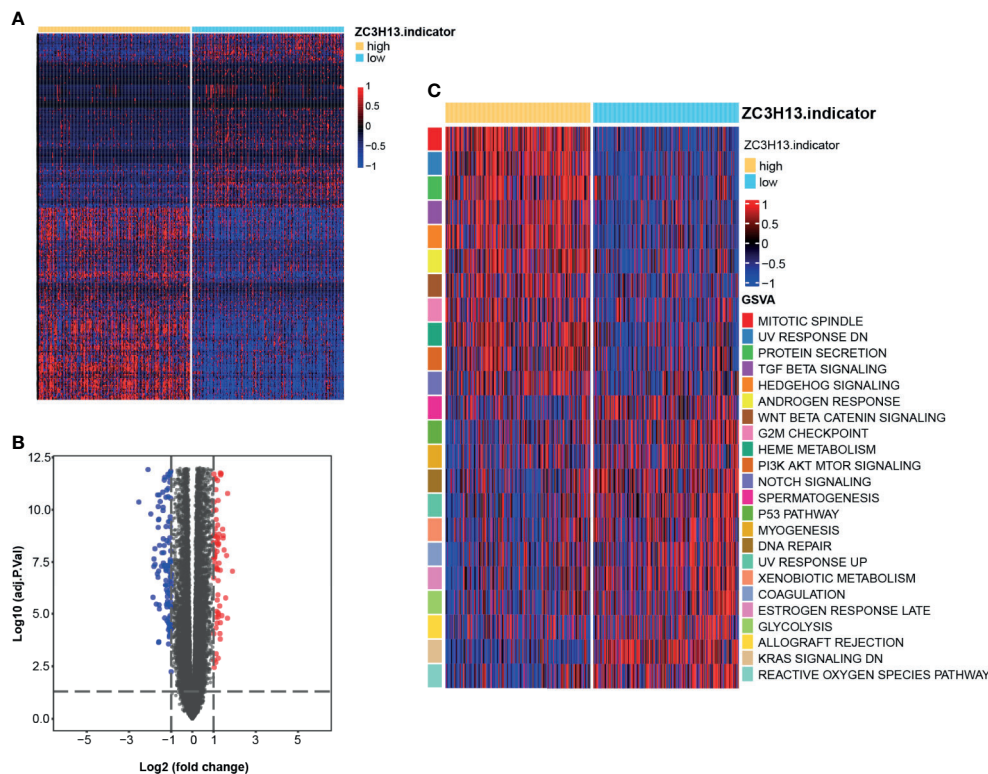 A
ZC3H13.indicator
high
low
1
0.5
0
−0.5
−1
B
12.5
10.0
7.5
5.0
2.5
0.0
Log10 (adj.P.Val)
−5
−3
−1
1
3
5
Log2 (fold change)
C
ZC3H13.indicator
ZC3H13.indicator
high
low
1
0.5
0
−0.5
−1
GSVA
MITOTIC SPINDLE
UV RESPONSE DN
PROTEIN SECRETION
TGF BETA SIGNALING
HEDGEHOG SIGNALING
ANDROGEN RESPONSE
WNT BETA CATENIN SIGNALING
G2M CHECKPOINT
HEME METABOLISM
PI3K AKT MTOR SIGNALING
NOTCH SIGNALING
SPERMATOGENESIS
P53 PATHWAY
MYOGENESIS
DNA REPAIR
UV RESPONSE UP
XENOBIOTIC METABOLISM
COAGULATION
ESTROGEN RESPONSE LATE
GLYCOLYSIS
ALLOGRAFT REJECTION
KRAS SIGNALING DN
REACTIVE OXYGEN SPECIES PATHWAY